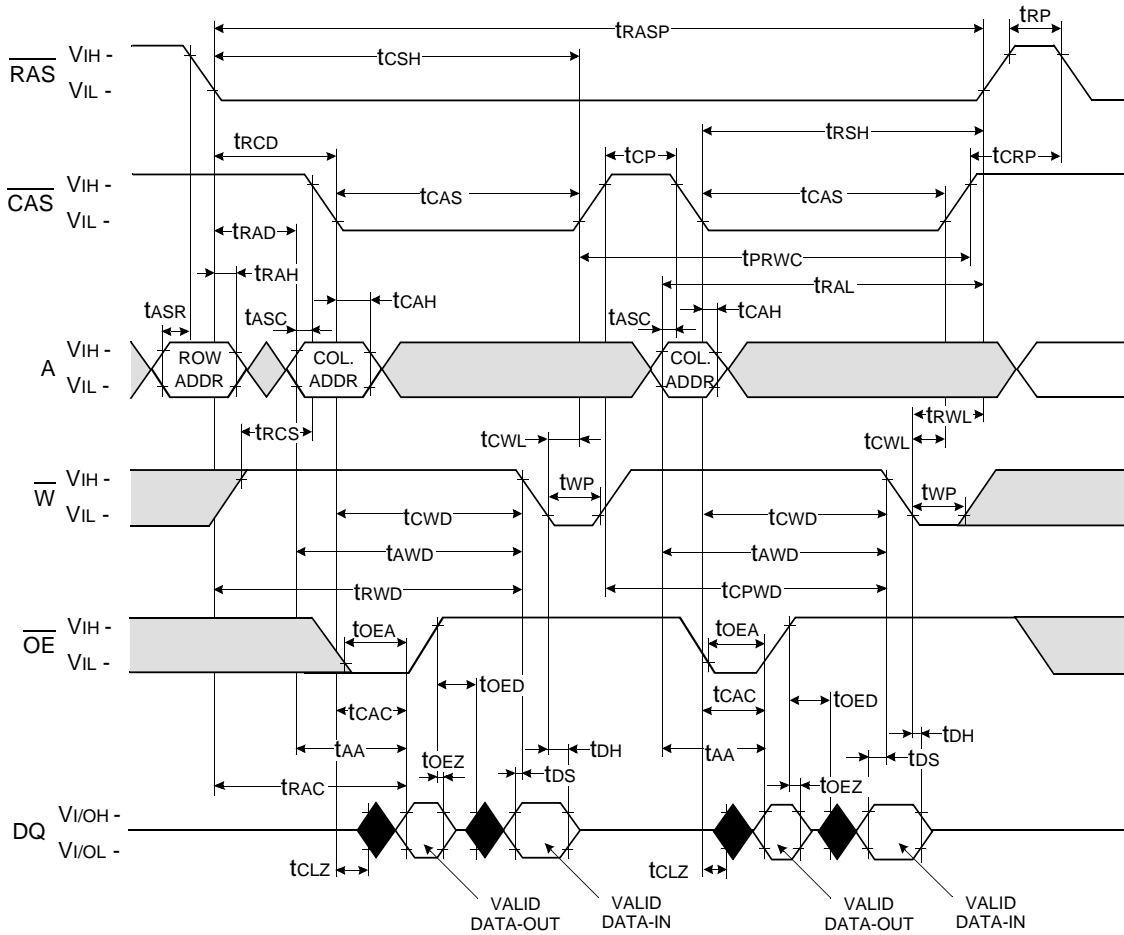 tRASP
tRP
tCSH
RAS
VIH -
VIL -
tRCD
tRSH
tCP
tCRP
CAS
VIH -
VIL -
tCAS
tCAS
tRAD
tPRWC
tRAH
tRAL
tASR
tASC
tCAH
tASC
tCAH
A
VIH -
VIL -
ROW
ADDR
COL.
ADDR
COL.
ADDR
tRCS
tCWL
tCWL
tRWL
W
VIH -
VIL -
tWP
tWP
tCWD
tCWD
tAWD
tAWD
tRWD
tCPWD
OE
VIH -
VIL -
tOEA
tOEA
tOED
tOED
tCAC
tCAC
tAA
tOEZ
tDH
tDS
tAA
tOEZ
tDH
tDS
tRAC
DQ
VI/OH -
VI/OL -
tCLZ
tCLZ
VALID
DATA-OUT
VALID
DATA-IN
VALID
DATA-OUT
VALID
DATA-IN